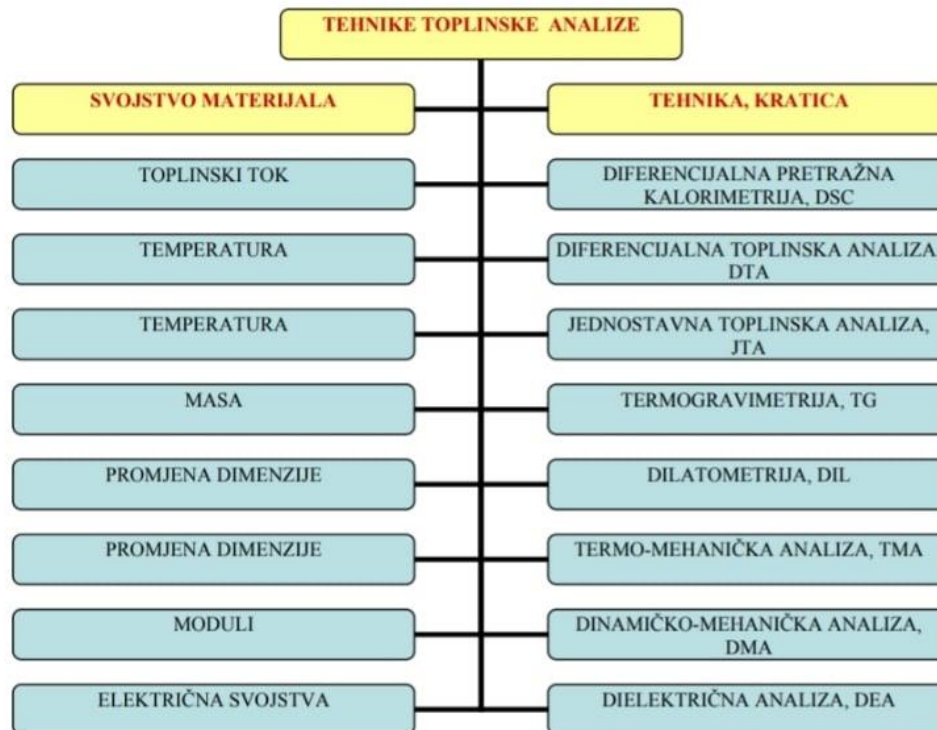 TEHNIKE TOPLINSKE ANALIZE
SVOJSTVO MATERIJALA
TEHNIKA, KRATICA
TOPLINSKI TOK
DIFERENCIJALNA PRETRAŽNA
KALORIMETRIJA, DSC
TEMPERATURA
DIFERENCIJALNA TOPLINSKA ANALIZA
DTA
TEMPERATURA
JEDNOSTAVNA TOPLINSKA ANALIZA,
JTA
MASA
TERMOGRAVIMETRIJA, TG
PROMJENA DIMENZIJE
DILATOMETRIJA, DIL
PROMJENA DIMENZIJE
TERMO-MEHANIČKA ANALIZA, TMA
MODULI
DINAMIČKO-MEHANIČKA ANALIZA,
DMA
ELEKTRIČNA SVOJSTVA
DIELEKTRIČNA ANALIZA, DEA